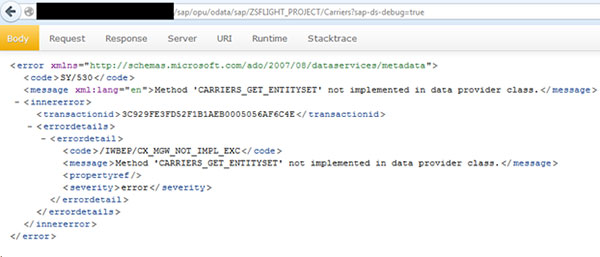 /sap/opu/odata/sap/ZSFLIGHT_PROJECT/Carriers?sap-ds-debug=true
Body Request Response Server URI Runtime Stacktrace
<error xmlns="http://schemas.microsoft.com/ado/2007/08/dataservices/metadata">
<code>SY/530</code>
<message xml:lang="en">Method 'CARRIERS_GET_ENTITYSET' not implemented in data provider class.</message>
- <innererror>
<transactionid>3C929FE3FD52F1B1AEB0005056AF6C4E</transactionid>
- <errordetails>
- <errordetail>
<code>/IWBEP/CX_MGW_NOT_IMPL_EXC</code>
<message>Method 'CARRIERS_GET_ENTITYSET' not implemented in data provider class.</message>
<propertyref/>
<severity>error</severity>
</errordetail>
</errordetails>
</innererror>
</error>